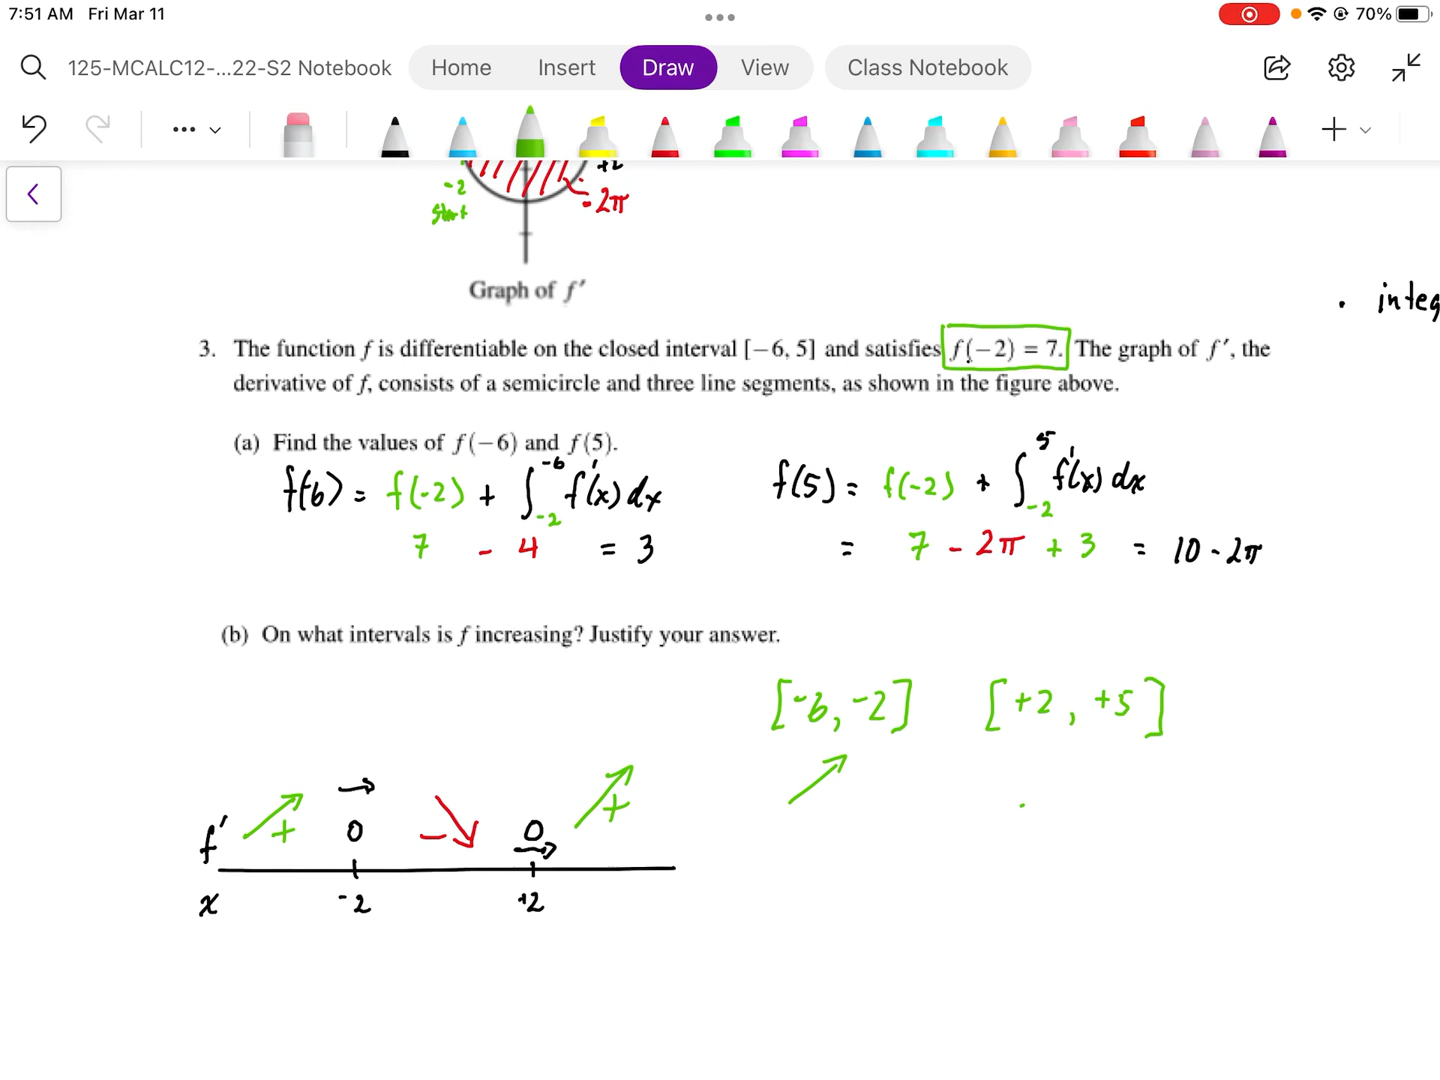 7:51 AM Fri Mar 11
70%
125-MCALC12-...22-S2 Notebook Home Insert Draw View Class Notebook
-2
start
+2
= 2π
Graph of f′
. integ
3. The function f is differentiable on the closed interval [−6, 5] and satisfies f(−2) = 7. The graph of f′, the
derivative of f, consists of a semicircle and three line segments, as shown in the figure above.
(a) Find the values of f(−6) and f(5).
f(-6) = f(-2) + ∫_{-2}^{-6} f'(x) dx
7 - 4 = 3
f(5) = f(-2) + ∫_{-2}^{5} f'(x) dx
= 7 - 2π + 3 = 10 - 2π
(b) On what intervals is f increasing? Justify your answer.
[-6, -2] [+2, +5]
f' + 0 − 0 +
x -2 +2